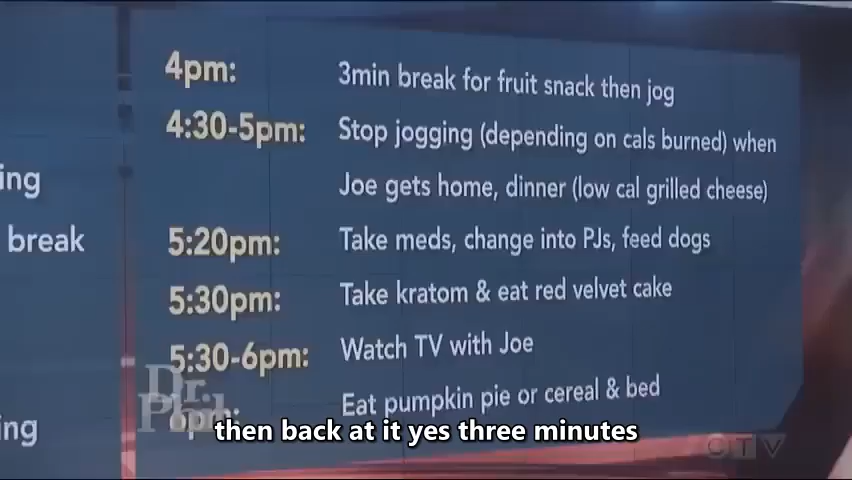 4pm: 3min break for fruit snack then jog
4:30-5pm: Stop jogging (depending on cals burned) when
ing
Joe gets home, dinner (low cal grilled cheese)
break
5:20pm: Take meds, change into PJs, feed dogs
5:30pm: Take kratom & eat red velvet cake
5:30-6pm: Watch TV with Joe
Eat pumpkin pie or cereal & bed
ing
Dr. Phil
then back at it yes three minutes
CTV